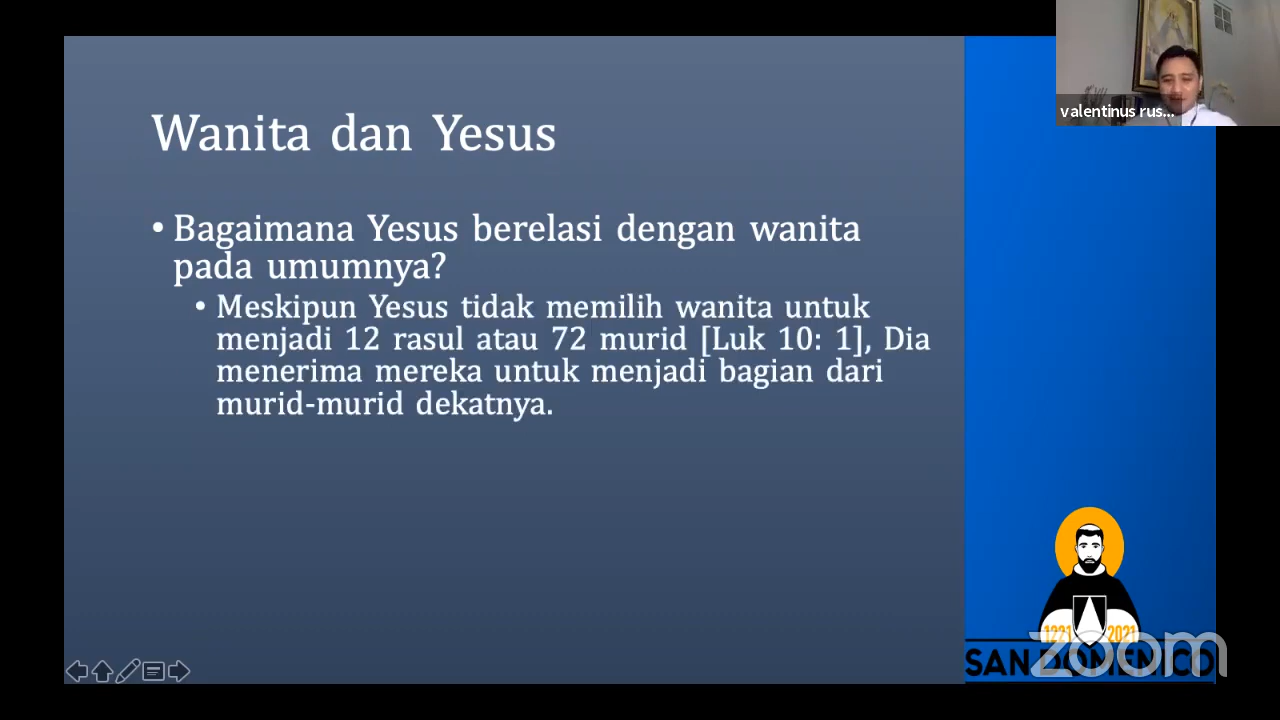 valentinus rus...
Wanita dan Yesus
• Bagaimana Yesus berelasi dengan wanita
pada umumnya?
• Meskipun Yesus tidak memilih wanita untuk
menjadi 12 rasul atau 72 murid [Luk 10: 1], Dia
menerima mereka untuk menjadi bagian dari
murid-murid dekatnya.
1221 2021
SAN DOMENICO
zoom